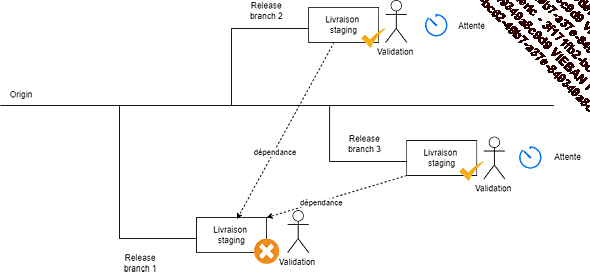 Release
branch 2
Livraison
staging
Validation
Attente
Origin
dépendance
Release
branch 3
Livraison
staging
Validation
Attente
dépendance
Livraison
staging
Validation
Release
branch 1